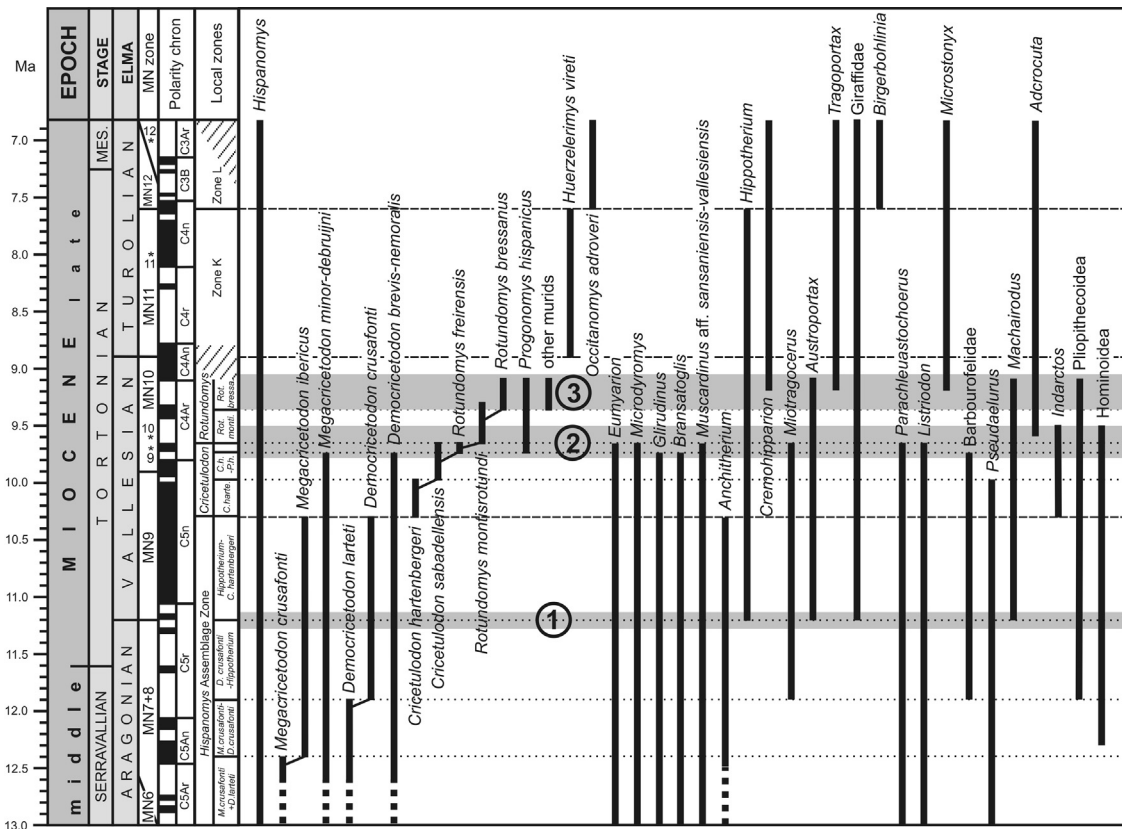 Ma
EPOCH
STAGE
ELMA
MN zone
Polarity chron
Local zones
7.0
7.5
8.0
8.5
9.0
9.5
10.0
10.5
11.0
11.5
12.0
12.5
13.0
M I O C E N E
late
middle
MES.
TORTONIAN
SERRAVALLIAN
TUROLIAN
VALLESIAN
ARAGONIAN
12
*
MN12
11*
MN11
MN10
10
*
*
9
MN9
MN7+8
MN6
C3Ar
C3B
C4n
C4r
C4An
C4Ar
C5n
C5r
C5An
C5Ar
Zone L
Zone K
Rotundomys
Rot. bressa.
Rot. monti.
Cricetulodon
C.h. -P.h.
C.harte.
Hispanomys Assemblage Zone
Hippotherium- C. hartenbergeri
D. crusafonti -Hippotherium
M.crusafonti- D.crusafonti
M.crusafonti +D.larteti
Hispanomys
Megacricetodon crusafonti
Megacricetodon ibericus
Megacricetodon minor-debruijni
Democricetodon larteti
Democricetodon crusafonti
Democricetodon brevis-nemoralis
Cricetulodon hartenbergeri
Cricetulodon sabadellensis
Rotundomys freirensis
Rotundomys montisrotundi
Rotundomys bressanus
Progonomys hispanicus
other murids
Huerzelerimys vireti
Occitanomys adroveri
Eumyarion
Microdyromys
Glirudinus
Bransatoglis
Muscardinus aff. sansaniensis-vallesiensis
Anchitherium
Hippotherium
Cremohipparion
Miotragocerus
Austroportax
Tragoportax
Giraffidae
Birgerbohlinia
Parachleuastochoerus
Listriodon
Microstonyx
Barbourofelidae
Pseudaelurus
Machairodus
Adcrocuta
Indarctos
Pliopithecoidea
Hominoidea
3
2
1